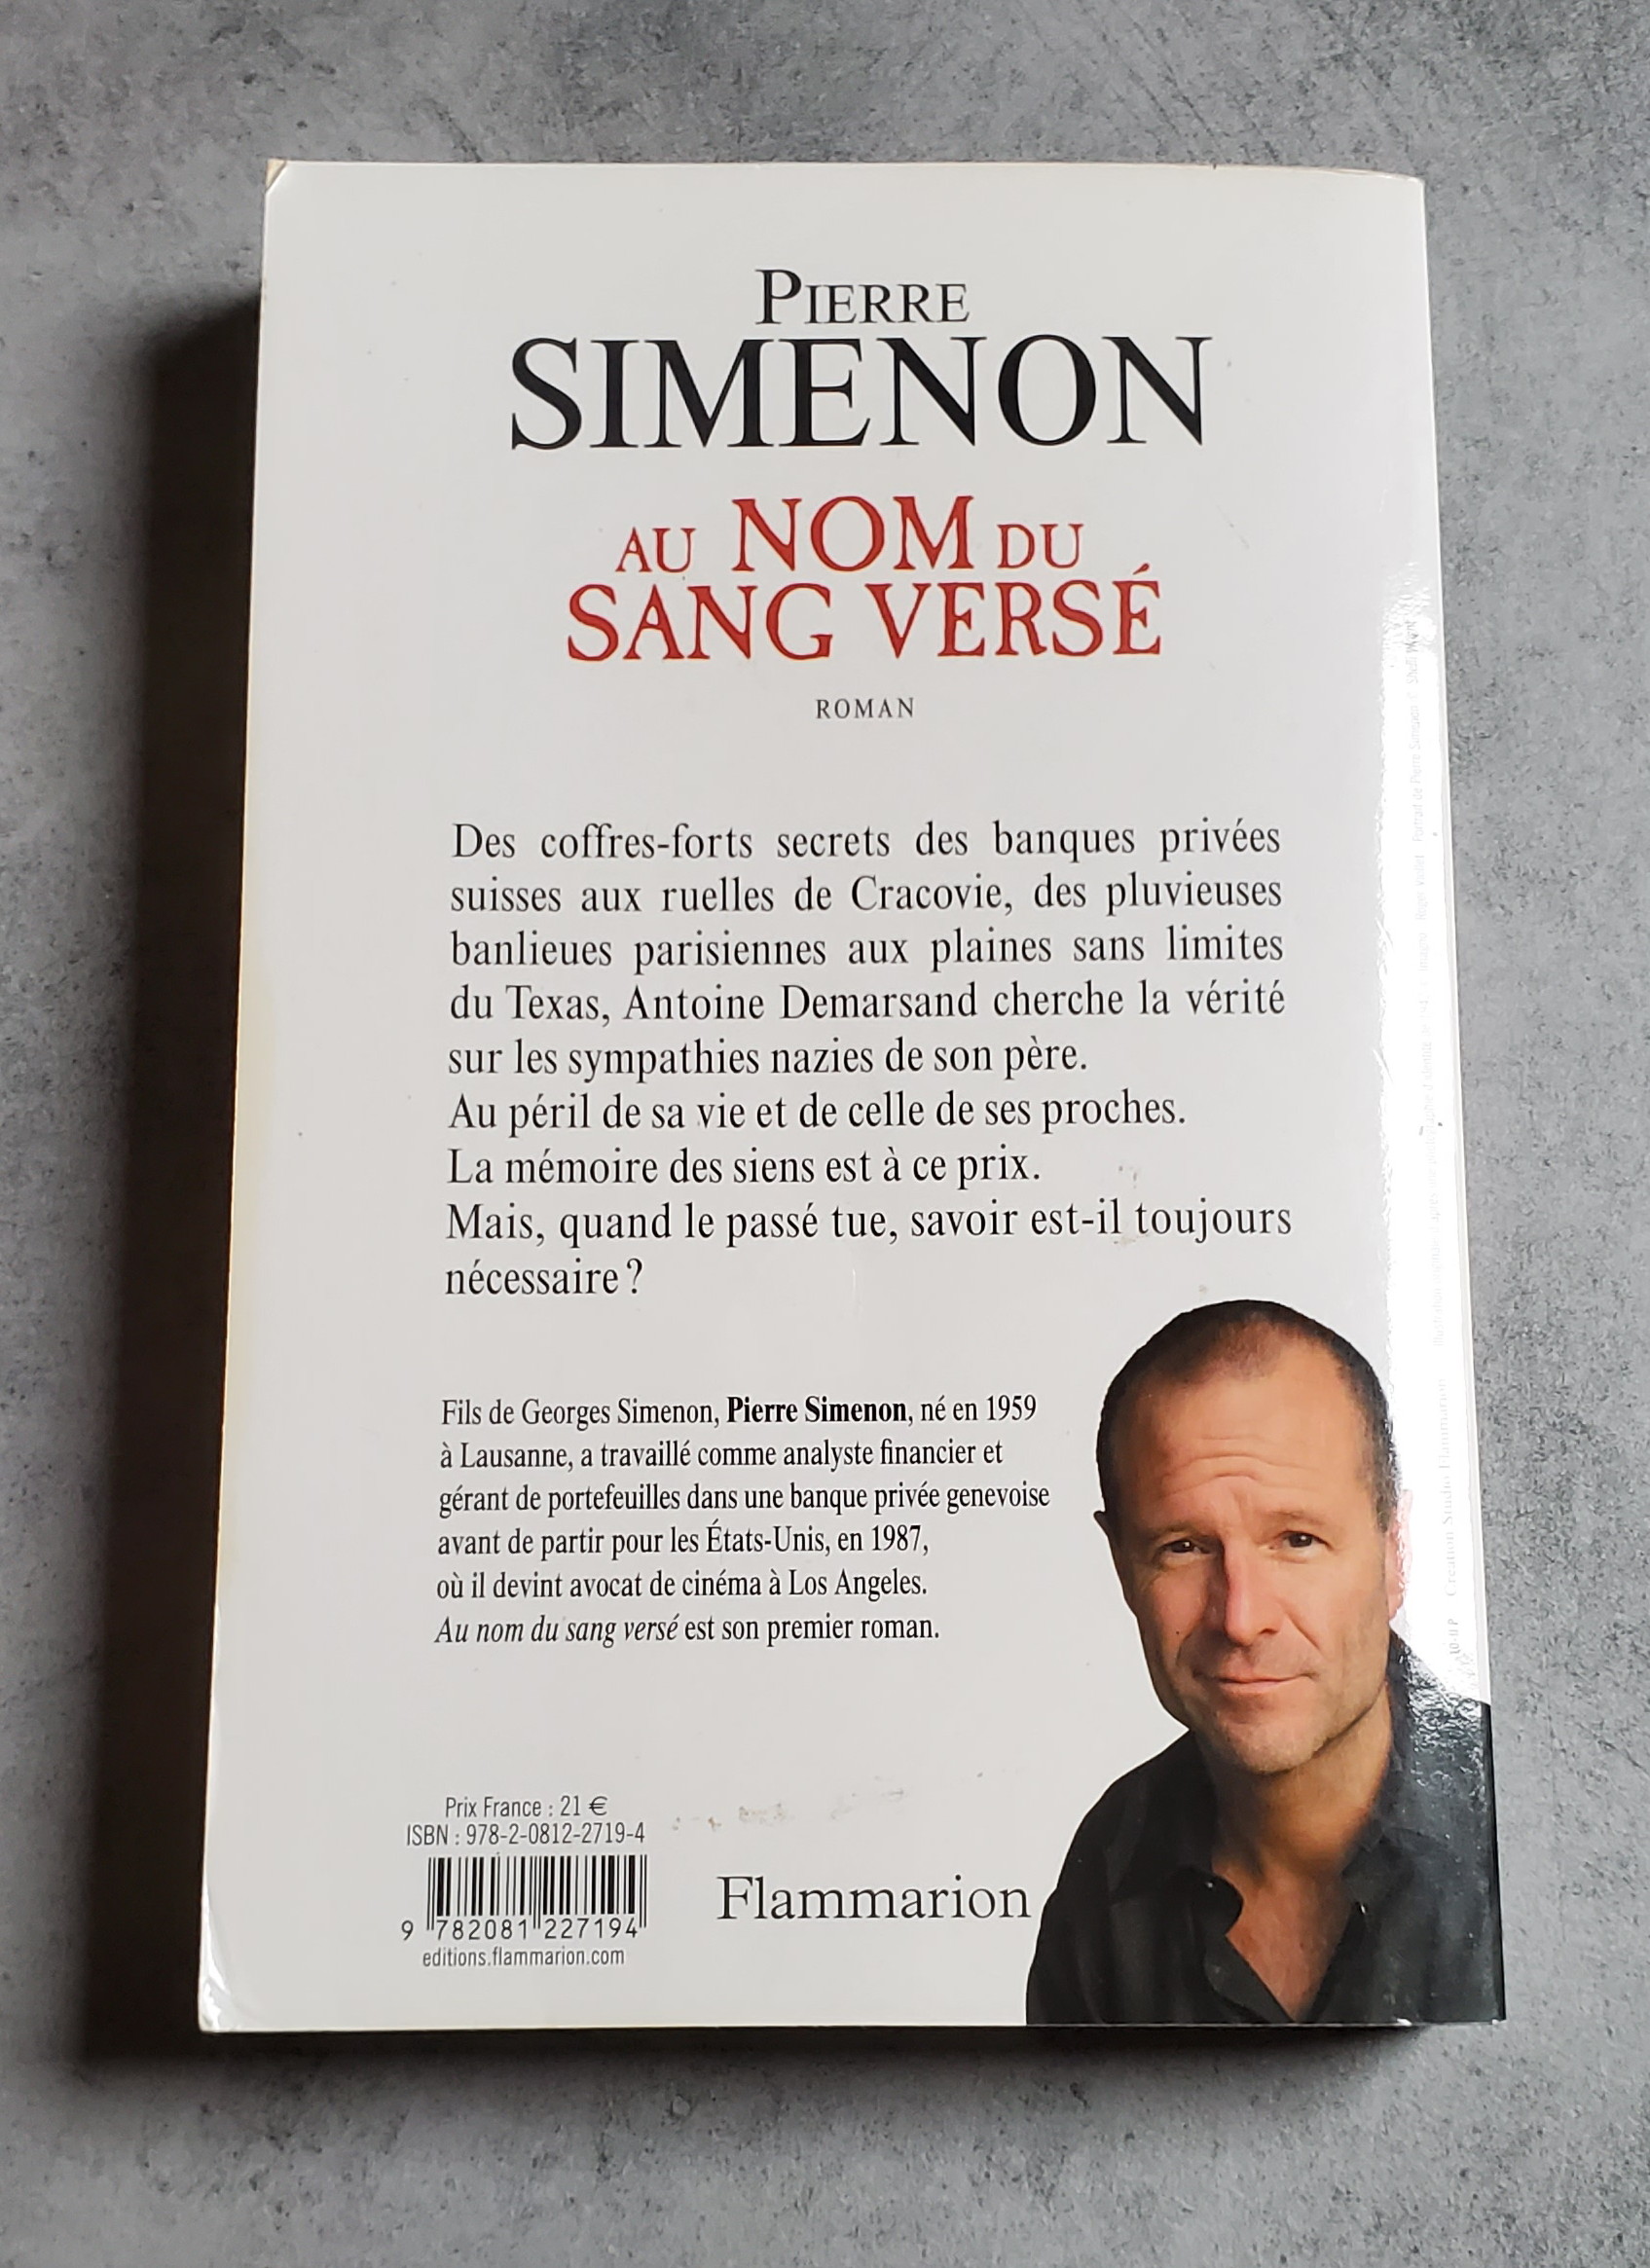 PIERRE
SIMENON
AU NOM DU
SANG VERSÉ
ROMAN
Des coffres-forts secrets des banques privées
suisses aux ruelles de Cracovie, des pluvieuses
banlieues parisiennes aux plaines sans limites
du Texas, Antoine Demarsand cherche la vérité
sur les sympathies nazies de son père.
Au péril de sa vie et de celle de ses proches.
La mémoire des siens est à ce prix.
Mais, quand le passé tue, savoir est-il toujours
nécessaire ?
Fils de Georges Simenon, Pierre Simenon, né en 1959
à Lausanne, a travaillé comme analyste financier et
gérant de portefeuilles dans une banque privée genevoise
avant de partir pour les États-Unis, en 1987,
où il devint avocat de cinéma à Los Angeles.
Au nom du sang versé est son premier roman.
Prix France : 21 €
ISBN : 978-2-0812-2719-4
9 782081 227194
editions.flammarion.com
Flammarion
Portrait de Pierre Simenon
Création Studio Flammarion